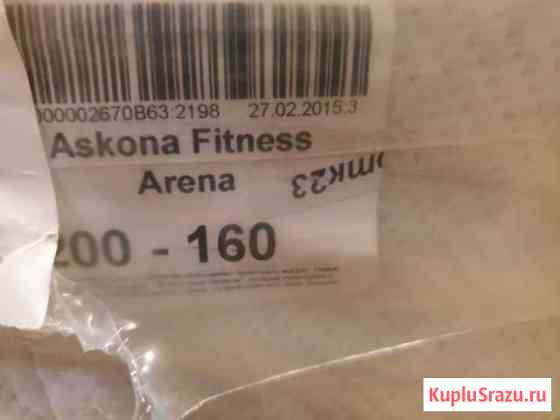 000002670B63:2198 27.02.2015:3
Askona Fitness
Arena
200 - 160
KupluSrazu.ru